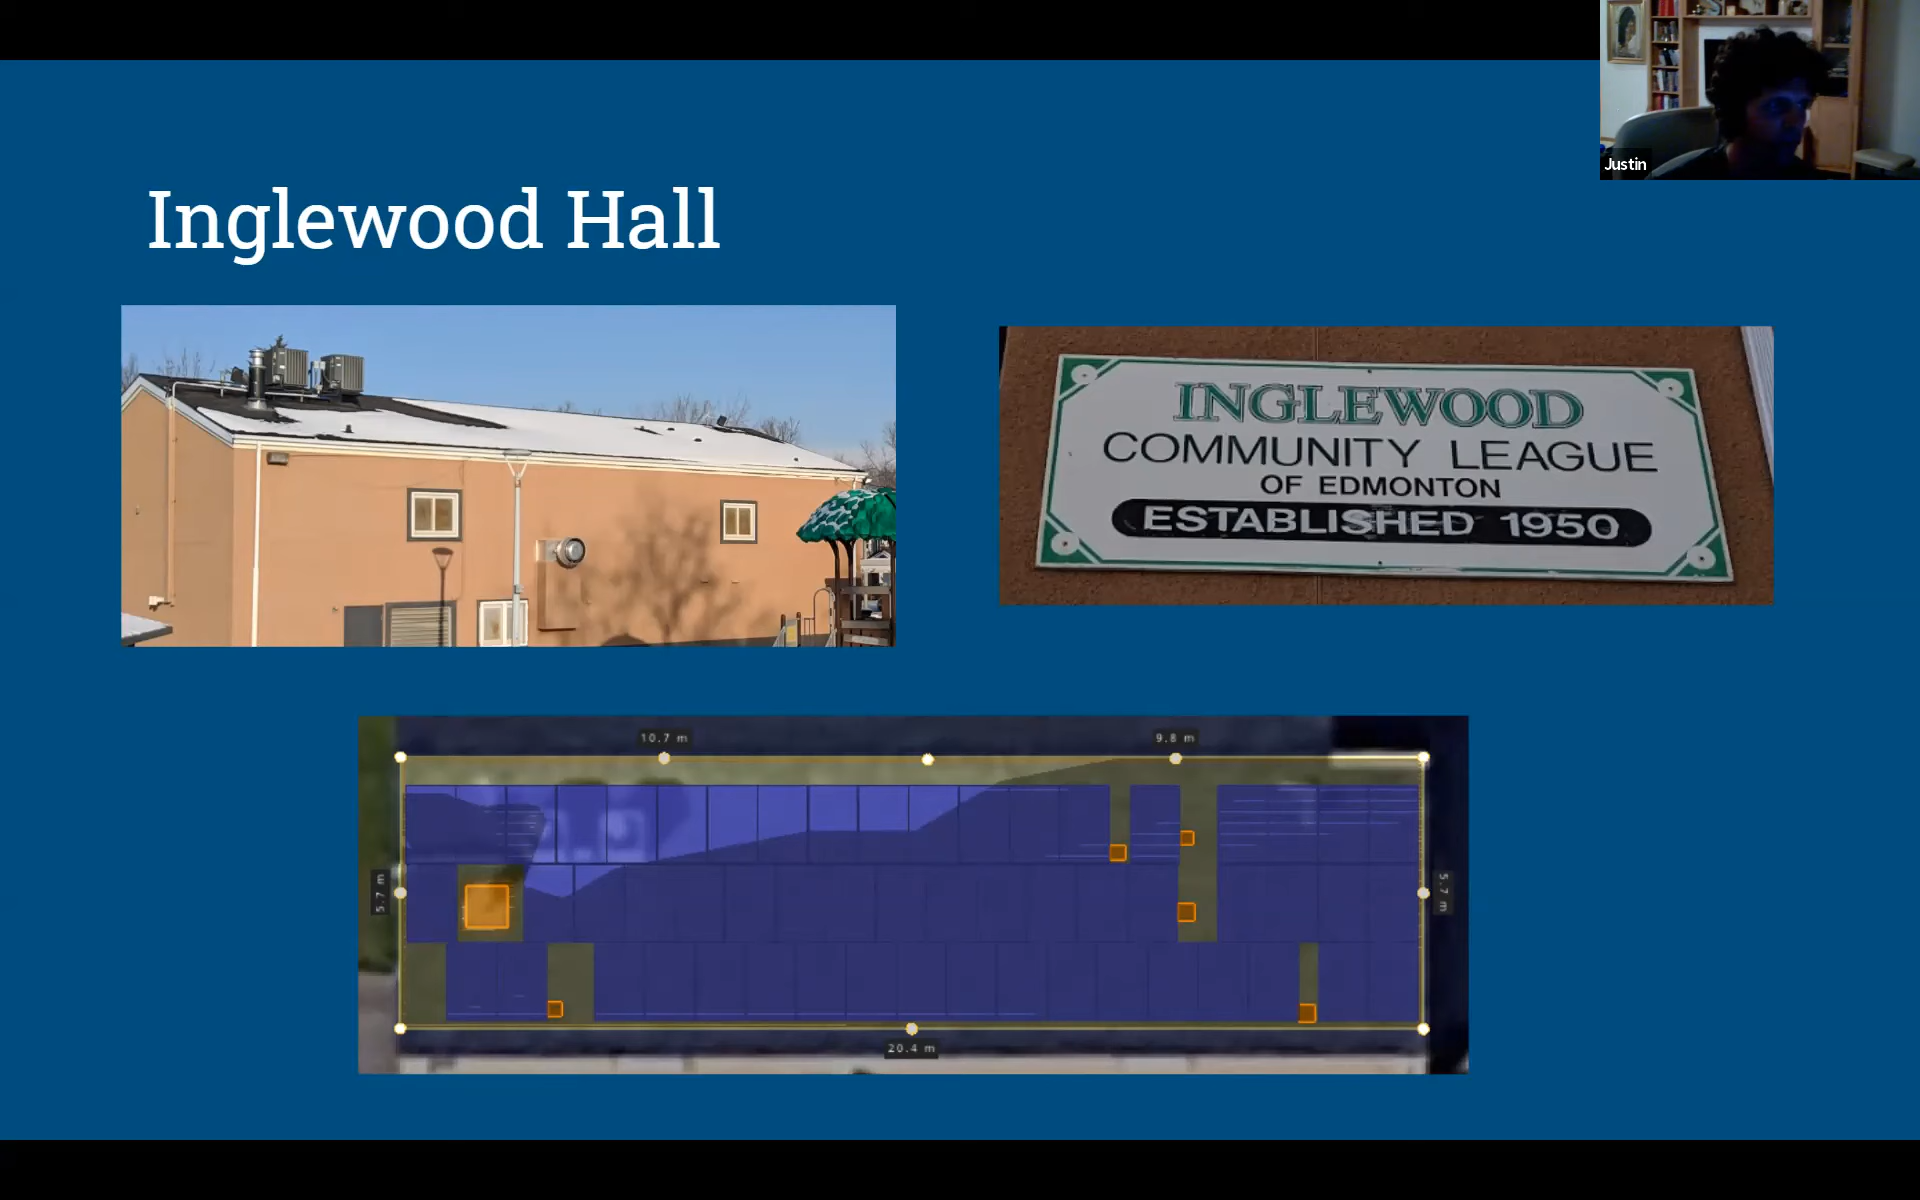 Justin
Inglewood Hall
INGLEWOOD
COMMUNITY LEAGUE
OF EDMONTON
ESTABLISHED 1950
10.7 m
9.8 m
5.7 m
5.7 m
20.4 m